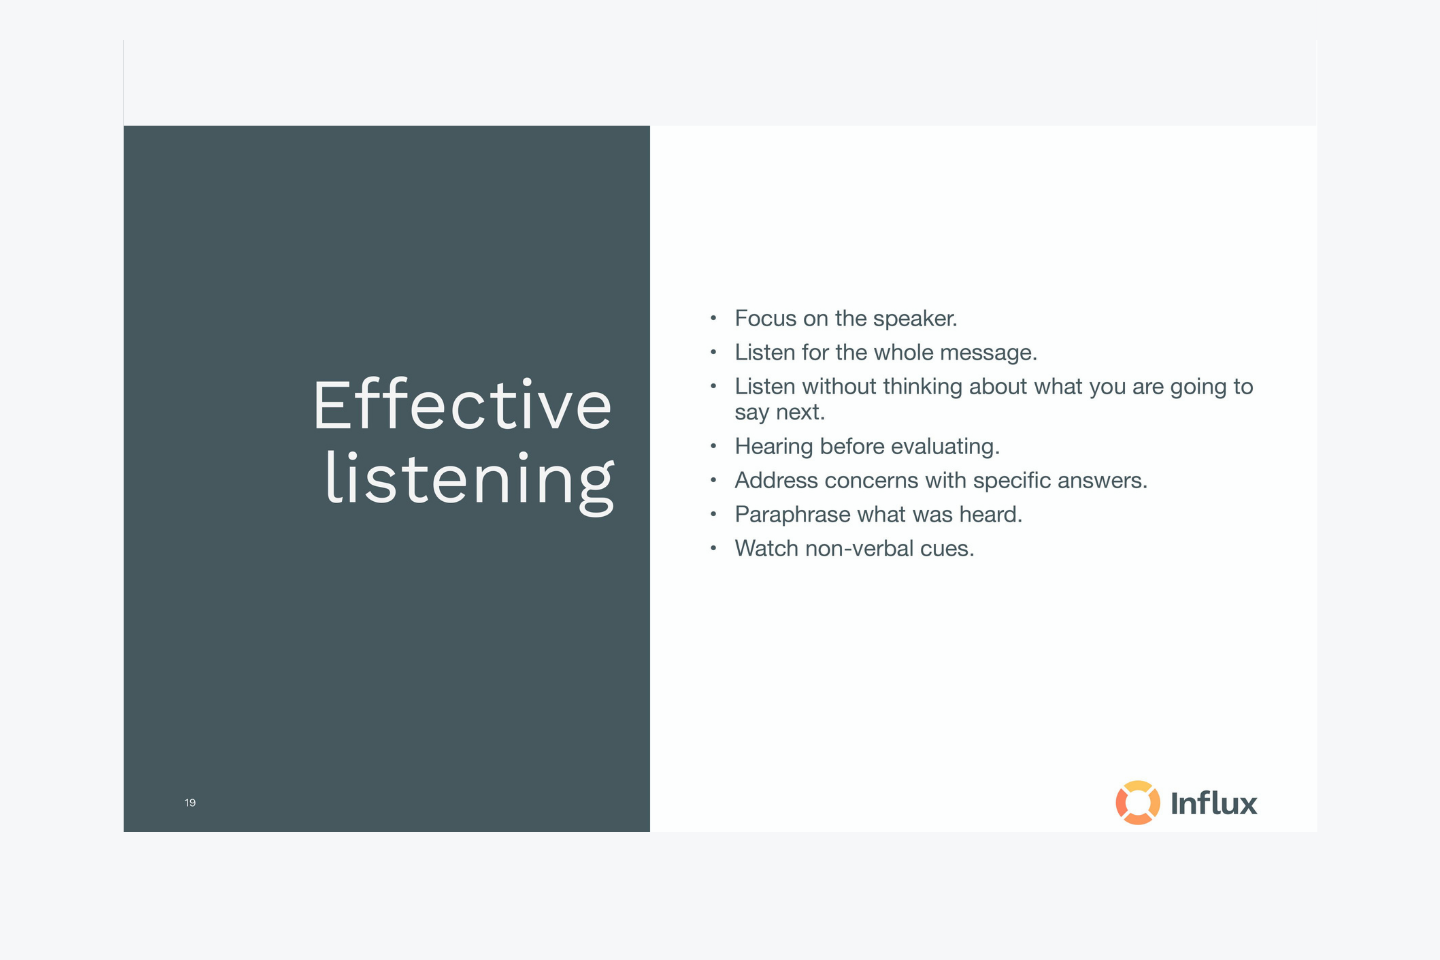 Effective
listening
• Focus on the speaker.
• Listen for the whole message.
• Listen without thinking about what you are going to
say next.
• Hearing before evaluating.
• Address concerns with specific answers.
• Paraphrase what was heard.
• Watch non-verbal cues.
19
Influx